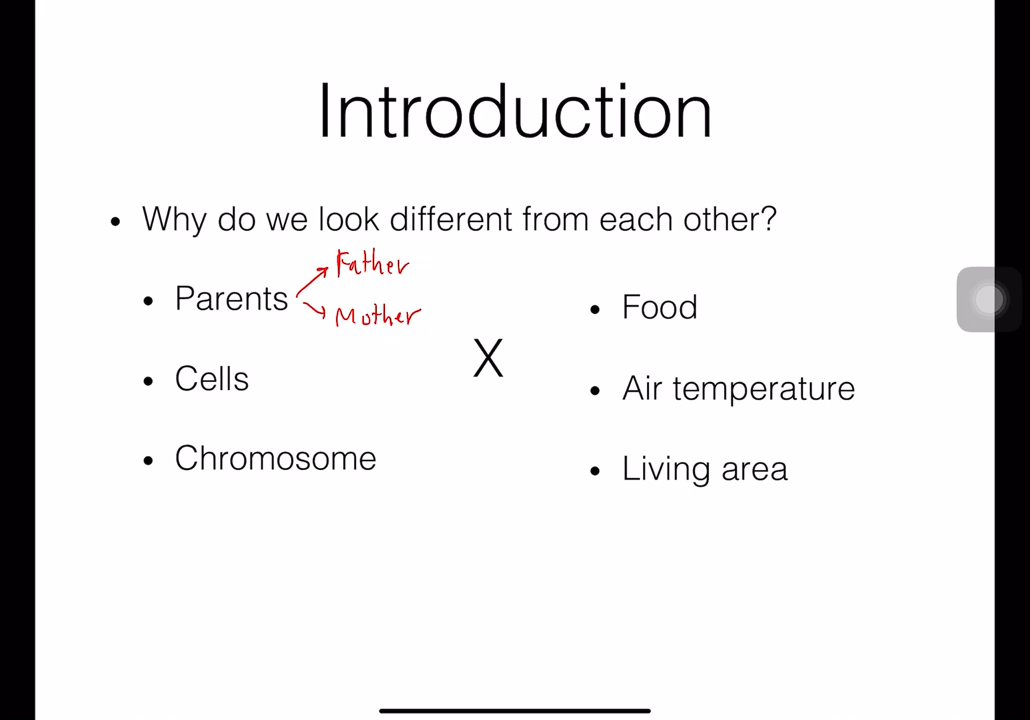 Introduction
• Why do we look different from each other?
• Parents
Father
Mother
• Cells
• Chromosome
X
• Food
• Air temperature
• Living area